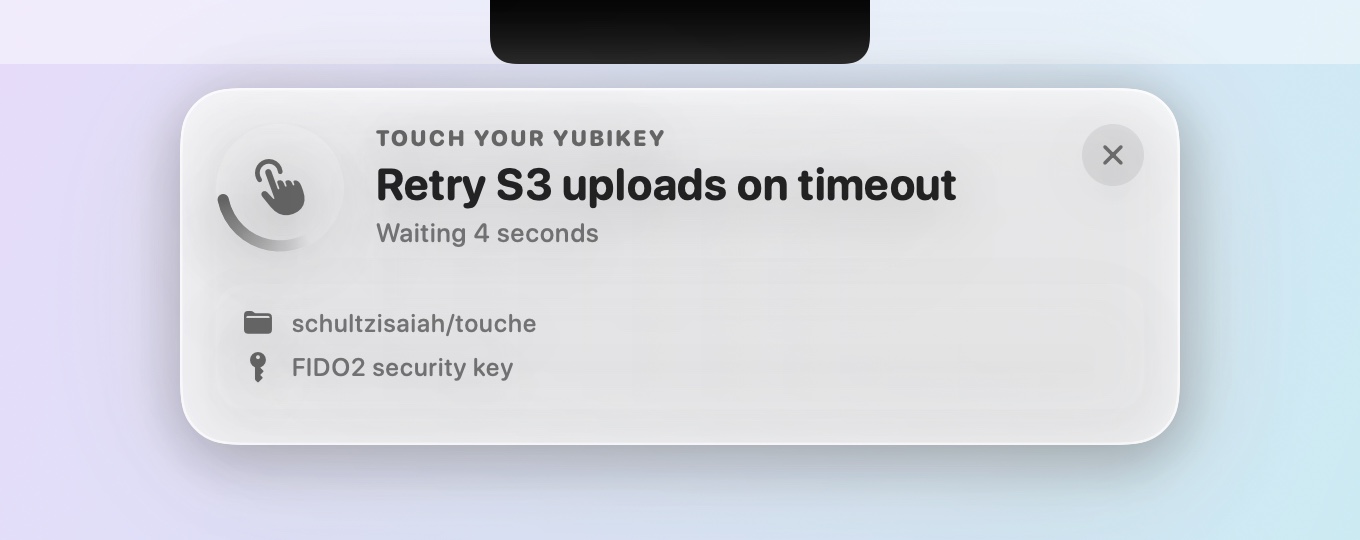 TOUCH YOUR YUBIKEY
Retry S3 uploads on timeout
Waiting 4 seconds
schultzisaiah/touche
FIDO2 security key